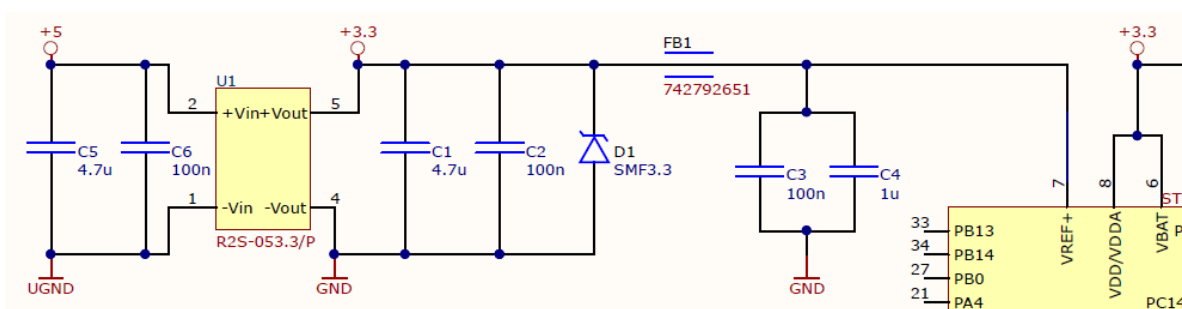 +5
+3.3
FB1
+3.3
U1
742792651
2
+Vin
+Vout
5
C5
4.7u
C6
100n
C1
4.7u
C2
100n
D1
SMF3.3
C3
100n
C4
1u
7
8
6
1
-Vin
-Vout
4
R2S-053.3/P
ST
33
PB13
34
PB14
27
PB0
21
PA4
VREF+
VDD/VDDA
VBAT
P
PC14
UGND
GND
GND